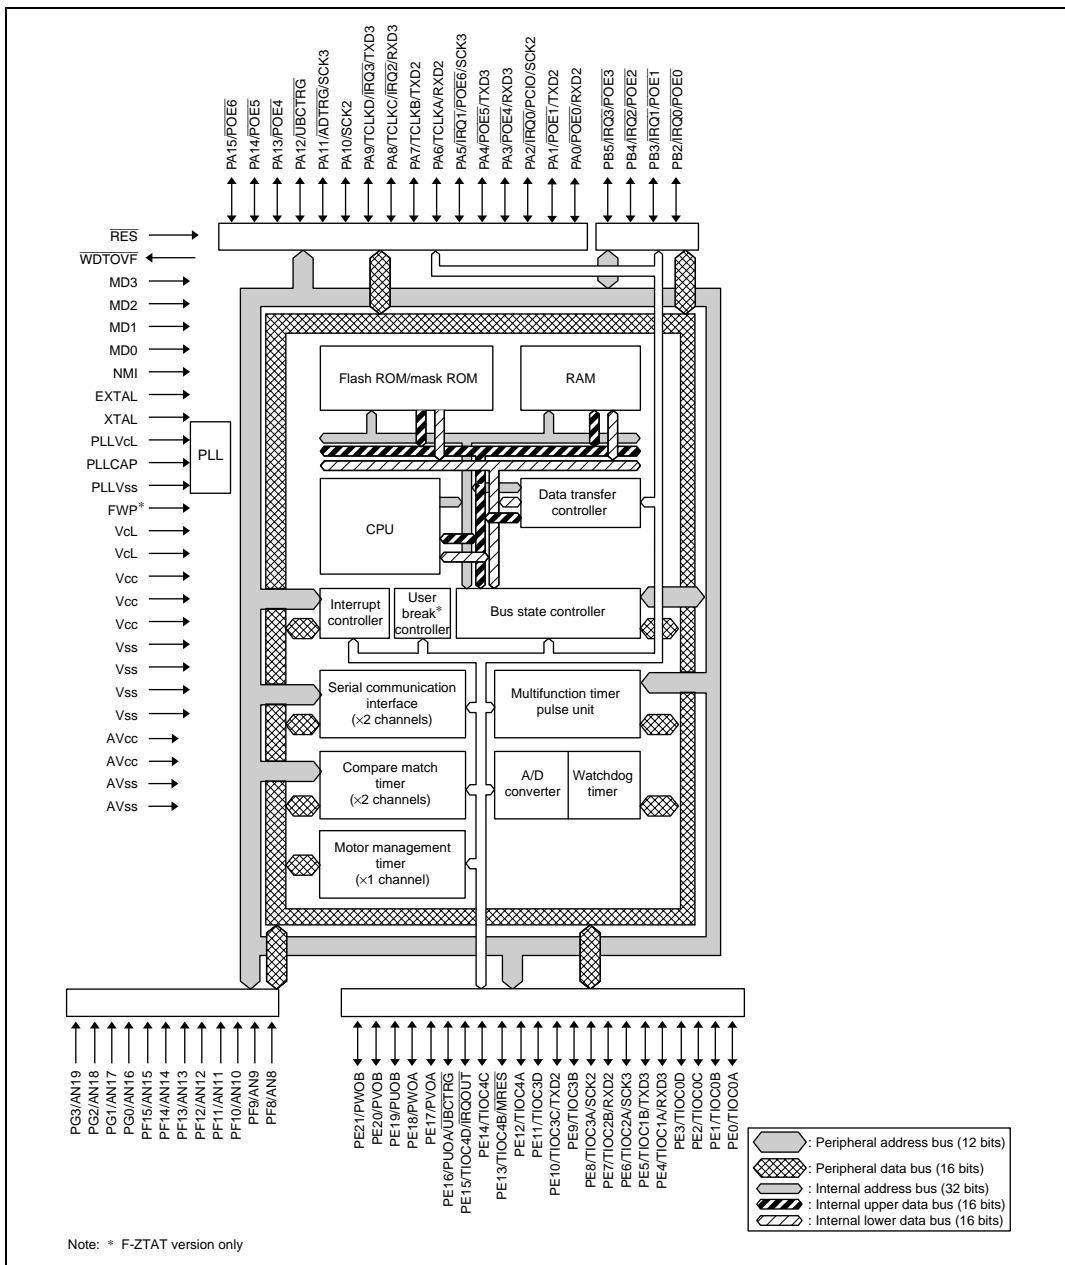 PA15/POE6
PA14/POE5
PA13/POE4
PA12/UBCTRG
PA11/ADTRG/SCK3
PA10/SCK2
PA9/TCLKD/IRQ3/TXD3
PA8/TCLKC/IRQ2/RXD3
PA7/TCLKB/TXD2
PA6/TCLKA/RXD2
PA5/IRQ1/POE6/SCK3
PA4/POE5/TXD3
PA3/POE4/RXD3
PA2/IRQ0/PCIO/SCK2
PA1/POE1/TXD2
PA0/POE0/RXD2
PB5/IRQ3/POE3
PB4/IRQ2/POE2
PB3/IRQ1/POE1
PB2/IRQ0/POE0
RES
WDTOVF
MD3
MD2
MD1
MD0
NMI
EXTAL
XTAL
PLLVcL
PLLCAP
PLLVss
FWP*
VcL
VcL
Vcc
Vcc
Vcc
Vss
Vss
Vss
Vss
AVcc
AVcc
AVss
AVss
PLL
Flash ROM/mask ROM
RAM
CPU
Data transfer
controller
Interrupt
controller
User
break*
controller
Bus state controller
Serial communication
interface
(×2 channels)
Multifunction timer
pulse unit
Compare match
timer
(×2 channels)
A/D
converter
Watchdog
timer
Motor management
timer
(×1 channel)
PG3/AN19
PG2/AN18
PG1/AN17
PG0/AN16
PF15/AN15
PF14/AN14
PF13/AN13
PF12/AN12
PF11/AN11
PF10/AN10
PF9/AN9
PF8/AN8
PE21/PWOB
PE20/PVOB
PE19/PUOB
PE18/PWOA
PE17/PVOA
PE16/PUOA/UBCTRG
PE15/TIOC4D/IRQOUT
PE14/TIOC4C
PE13/TIOC4B/MRES
PE12/TIOC4A
PE11/TIOC3D
PE10/TIOC3C/TXD2
PE9/TIOC3B
PE8/TIOC3A/SCK2
PE7/TIOC2B/RXD2
PE6/TIOC2A/SCK3
PE5/TIOC1B/TXD3
PE4/TIOC1A/RXD3
PE3/TIOC0D
PE2/TIOC0C
PE1/TIOC0B
PE0/TIOC0A
: Peripheral address bus (12 bits)
: Peripheral data bus (16 bits)
: Internal address bus (32 bits)
: Internal upper data bus (16 bits)
: Internal lower data bus (16 bits)
Note: * F-ZTAT version only